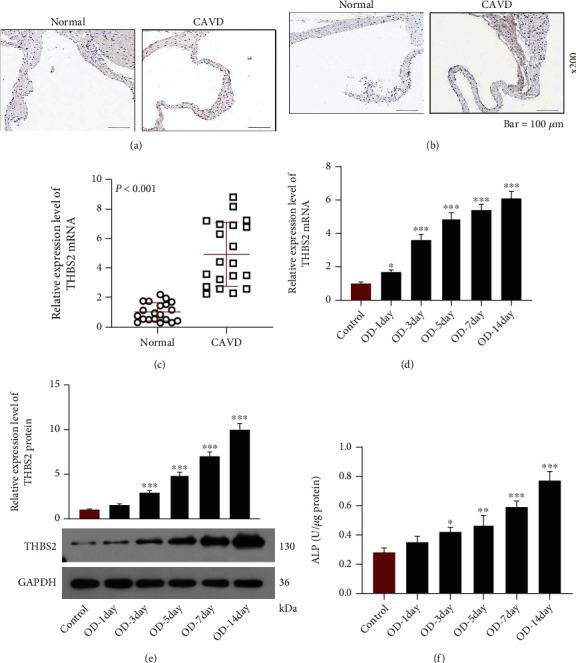 Normal
CAVD
(a)
Normal
CAVD
x200
Bar = 100 μm
(b)
Relative expression level of
THBS2 mRNA
10
8
6
4
2
0
P < 0.001
Normal
CAVD
(c)
Relative expression level of
THBS2 mRNA
8
6
4
2
0
*
***
***
***
***
Control
OD-1day
OD-3day
OD-5day
OD-7day
OD-14day
(d)
Relative expression level of
THBS2 protein
15
10
5
0
***
***
***
***
THBS2
130
GAPDH
36
kDa
Control
OD-1day
OD-3day
OD-5day
OD-7day
OD-14day
(e)
ALP (U/μg protein)
1.0
0.8
0.6
0.4
0.2
0.0
*
**
***
***
Control
OD-1day
OD-3day
OD-5day
OD-7day
OD-14day
(f)